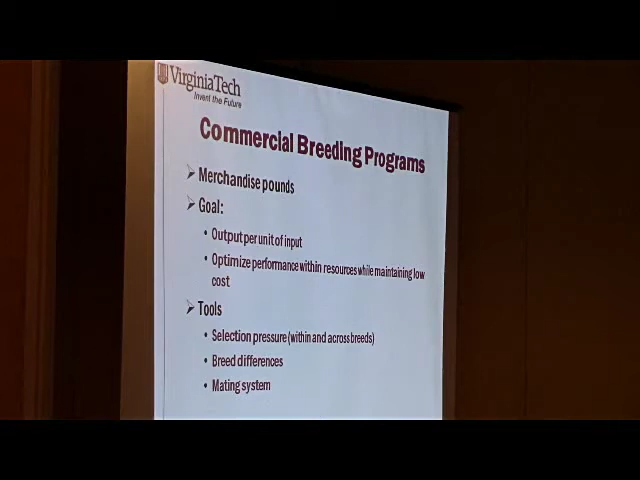 VirginiaTech
Invent the Future
Commercial Breeding Programs
Merchandise pounds
Goal:
• Output per unit of input
• Optimize performance within resources while maintaining low
cost
Tools
• Selection pressure (within and across breeds)
• Breed differences
• Mating system